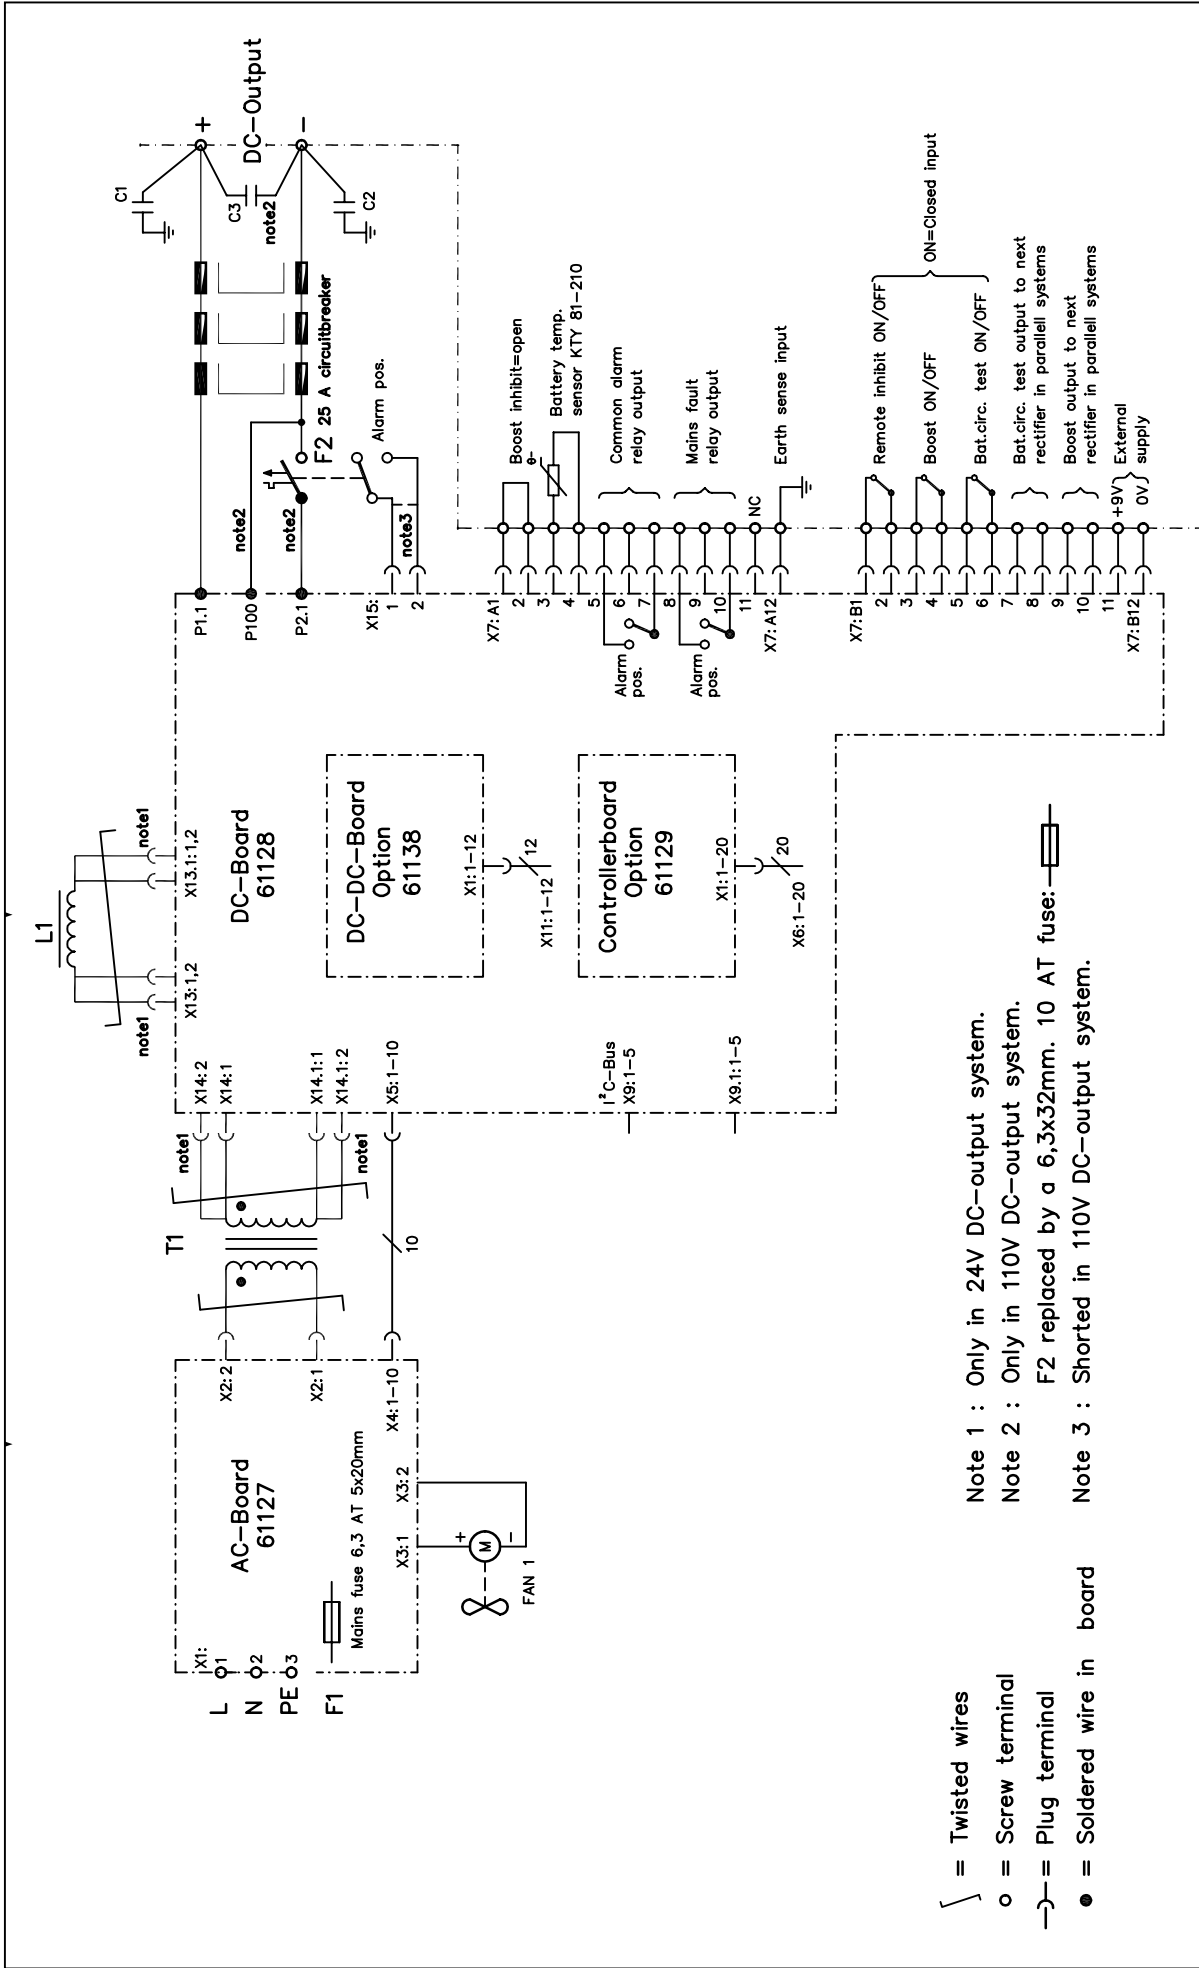 L1
note1
note1
X13:1,2
X13.1:1,2
T1
note1
note1
X14:2
X14:1
X14.1:1
X14.1:2
X5:1-10
10
X2:2
X2:1
X4:1-10
AC-Board
61127
X1:
L
1
N
2
PE
3
F1
Mains fuse 6,3 AT 5x20mm
X3:1
X3:2
+
-
M
FAN 1
DC-Board
61128
DC-DC-Board
Option
61138
X1:1-12
12
X11:1-12
Controllerboard
Option
61129
X1:1-20
20
X6:1-20
I²C-Bus
X9:1-5
X9.1:1-5
P1.1
P100
P2.1
note2
note2
F2 25 A circuitbreaker
Alarm pos.
X15:
1
2
note3
C1
C3
note2
C2
+
DC-Output
-
X7:A1
2
3
4
5
6
7
8
9
10
11
X7:A12
Alarm
pos.
Alarm
pos.
Boost inhibit=open
Battery temp.
sensor KTY 81-210
Common alarm
relay output
Mains fault
relay output
NC
Earth sense input
X7:B1
2
3
4
5
6
7
8
9
10
11
X7:B12
Remote inhibit ON/OFF
Boost ON/OFF
ON=Closed input
Bat.circ. test ON/OFF
Bat.circ. test output to next
rectifier in parallell systems
Boost output to next
rectifier in parallell systems
+9V
External
supply
0V
= Twisted wires
= Screw terminal
= Plug terminal
= Soldered wire in board
Note 1 : Only in 24V DC-output system.
Note 2 : Only in 110V DC-output system.
F2 replaced by a 6,3x32mm. 10 AT fuse:
Note 3 : Shorted in 110V DC-output system.